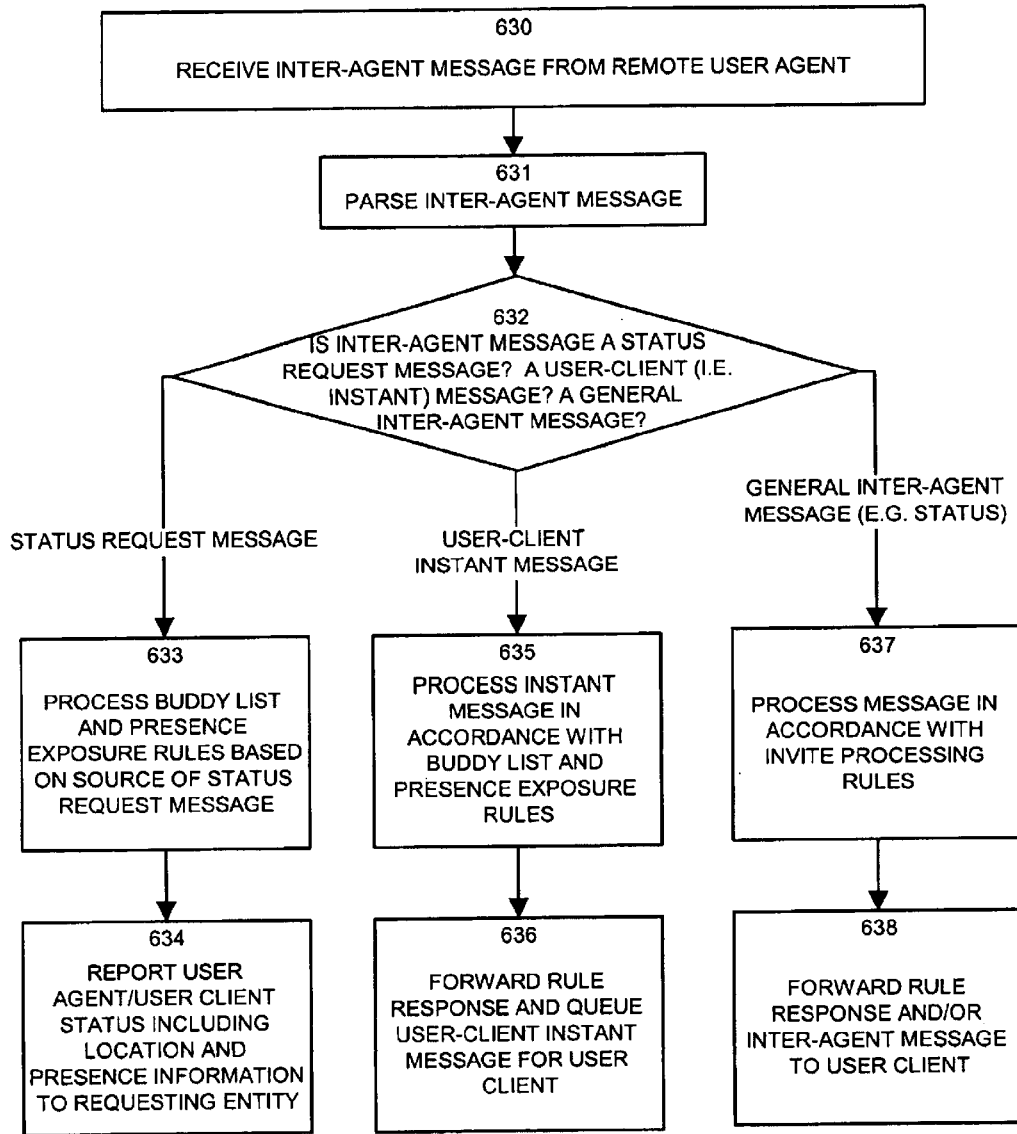 630
RECEIVE INTER-AGENT MESSAGE FROM REMOTE USER AGENT
631
PARSE INTER-AGENT MESSAGE
632
IS INTER-AGENT MESSAGE A STATUS
REQUEST MESSAGE? A USER-CLIENT (I.E.
INSTANT) MESSAGE? A GENERAL
INTER-AGENT MESSAGE?
STATUS REQUEST MESSAGE
USER-CLIENT
INSTANT MESSAGE
GENERAL INTER-AGENT
MESSAGE (E.G. STATUS)
633
PROCESS BUDDY LIST
AND PRESENCE
EXPOSURE RULES BASED
ON SOURCE OF STATUS
REQUEST MESSAGE
635
PROCESS INSTANT
MESSAGE IN
ACCORDANCE WITH
BUDDY LIST AND
PRESENCE EXPOSURE
RULES
637
PROCESS MESSAGE IN
ACCORDANCE WITH
INVITE PROCESSING
RULES
634
REPORT USER
AGENT/USER CLIENT
STATUS INCLUDING
LOCATION AND
PRESENCE INFORMATION
TO REQUESTING ENTITY
636
FORWARD RULE
RESPONSE AND QUEUE
USER-CLIENT INSTANT
MESSAGE FOR USER
CLIENT
638
FORWARD RULE
RESPONSE AND/OR
INTER-AGENT MESSAGE
TO USER CLIENT